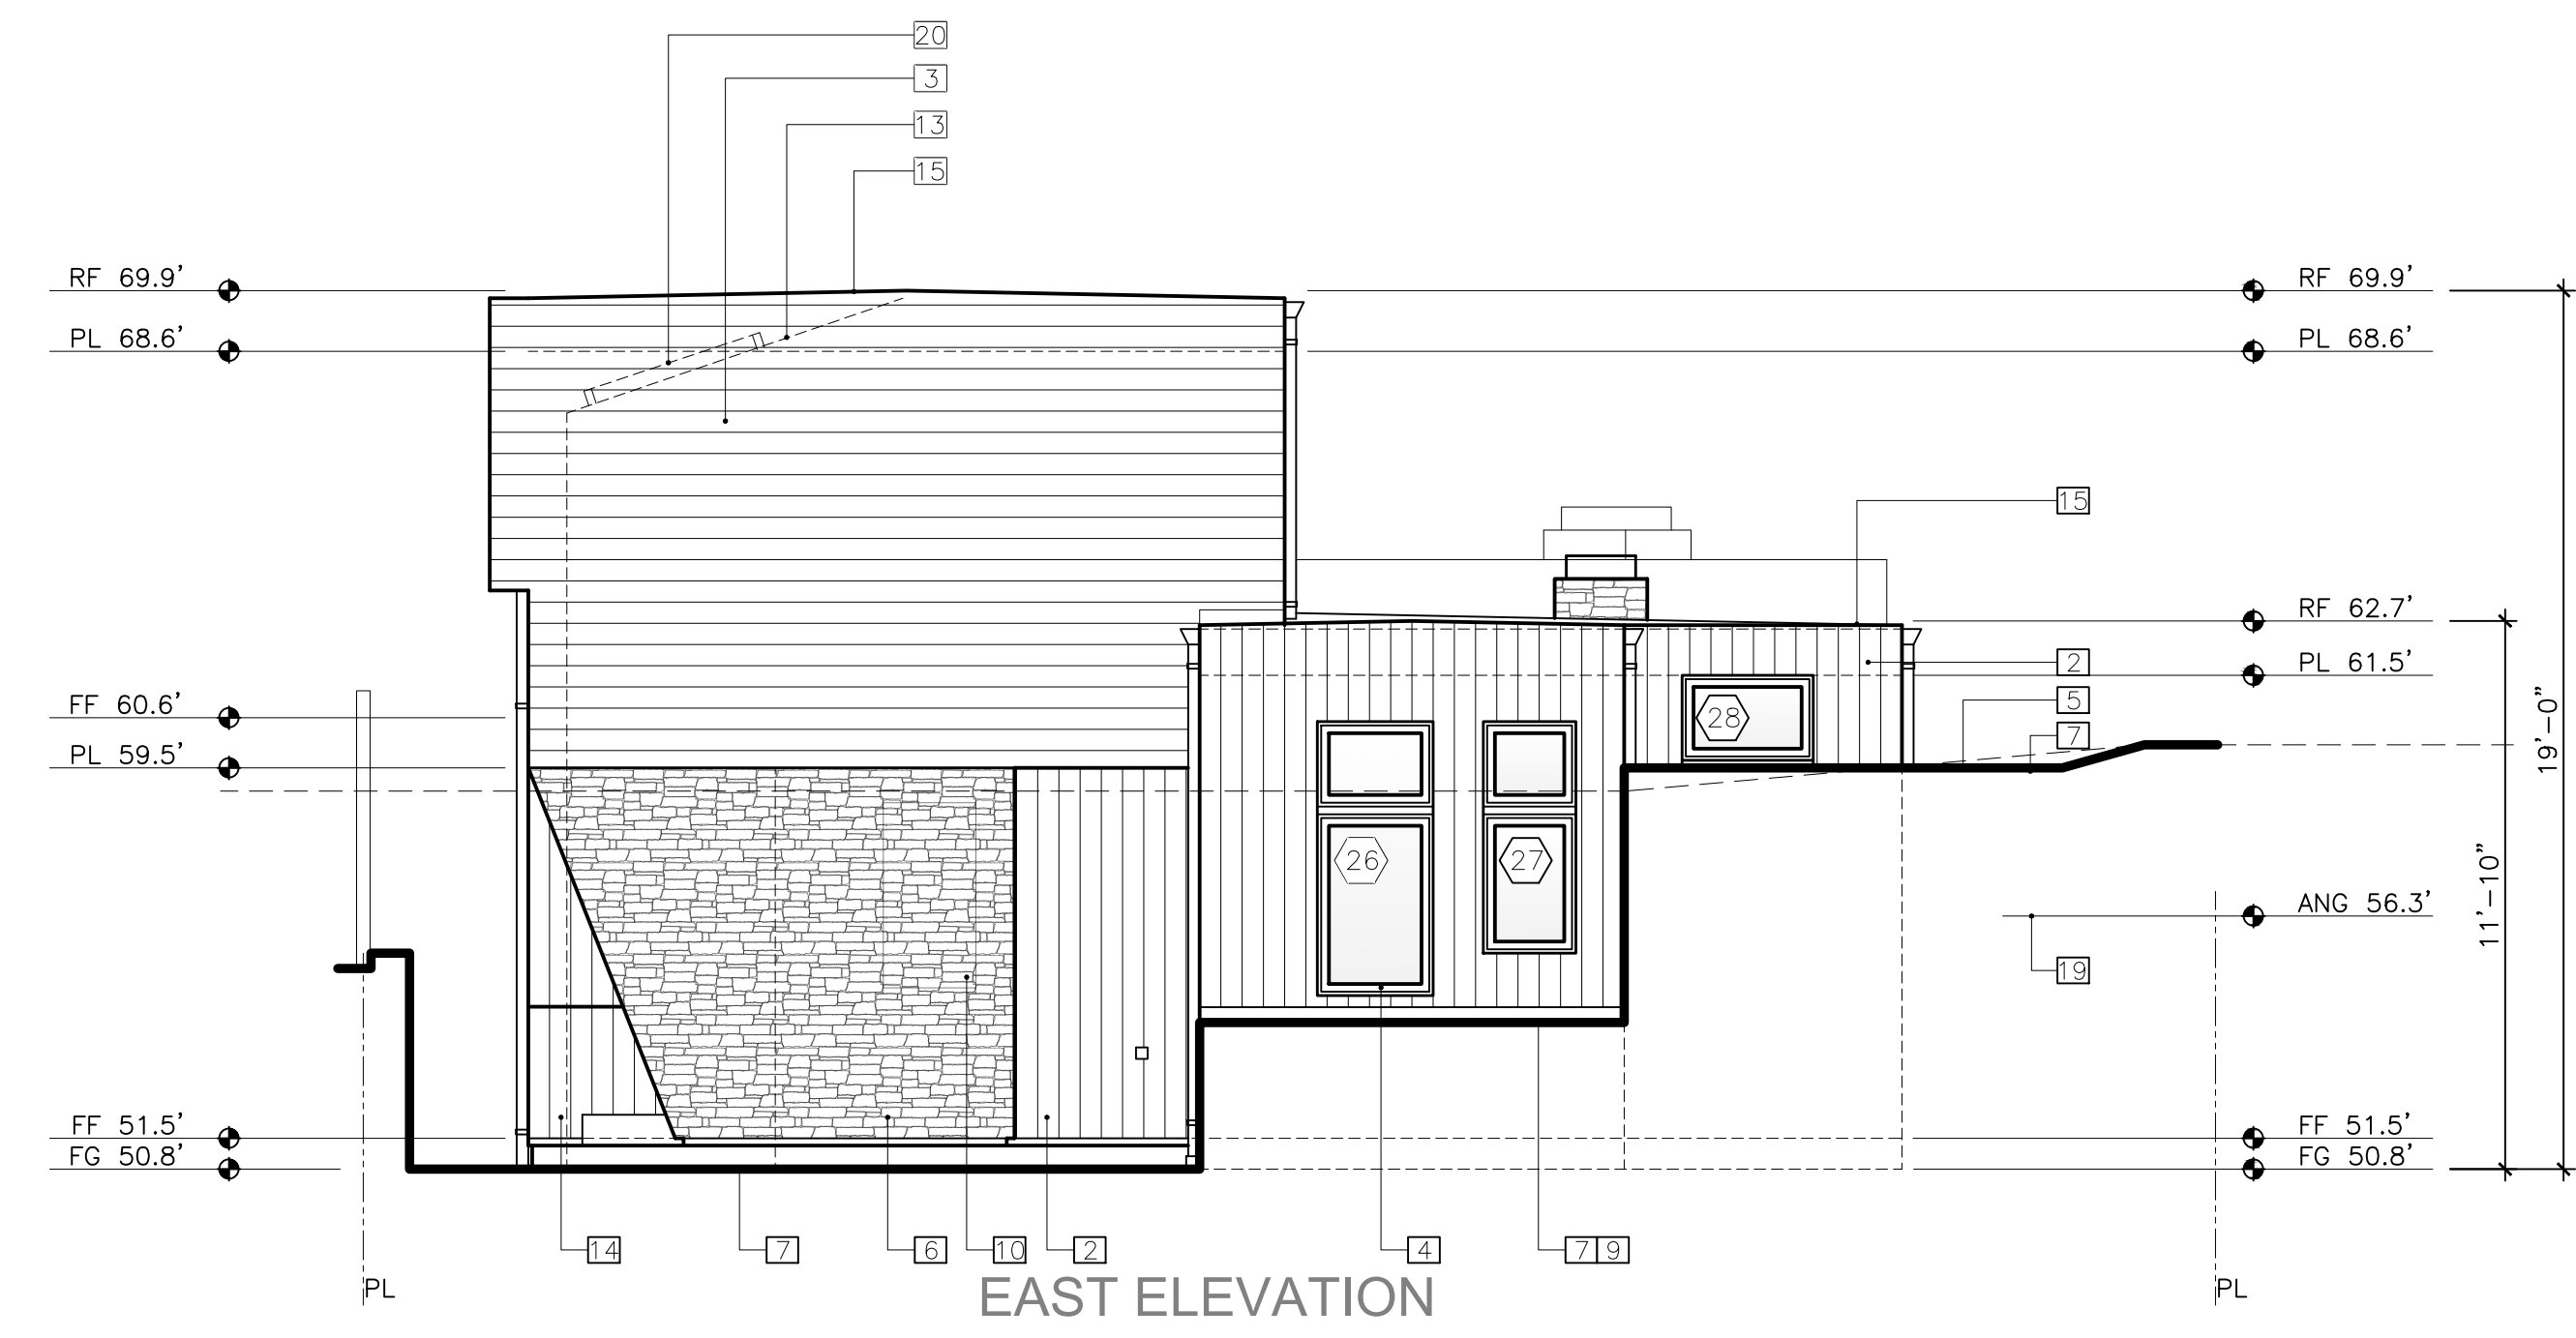 20
3
13
15
RF 69.9’
RF 69.9’
PL 68.6’
PL 68.6’
15
RF 62.7’
2
PL 61.5’
5
28
7
FF 60.6’
PL 59.5’
19’-0”
11’-10”
26
27
ANG 56.3’
19
FF 51.5’
FF 51.5’
FG 50.8’
FG 50.8’
14
7
6
10
2
4
7 9
PL
PL
EAST ELEVATION